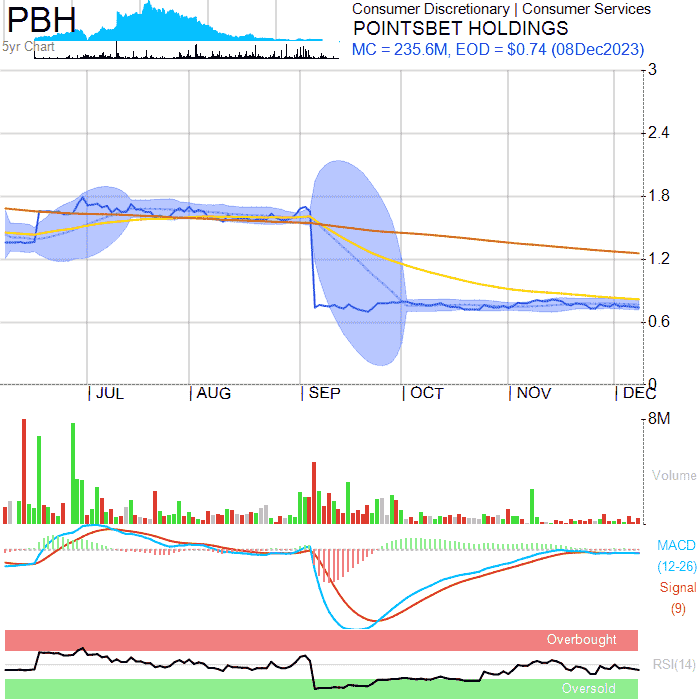 PBH
5yr Chart
Consumer Discretionary | Consumer Services
POINTSBET HOLDINGS
MC = 235.6M, EOD = $0.74 (08Dec2023)
3
2.4
1.8
1.2
0.6
0
| JUL | AUG | SEP | OCT | NOV | DEC
8M
Volume
MACD
(12-26)
Signal
(9)
Overbought
RSI(14)
Oversold